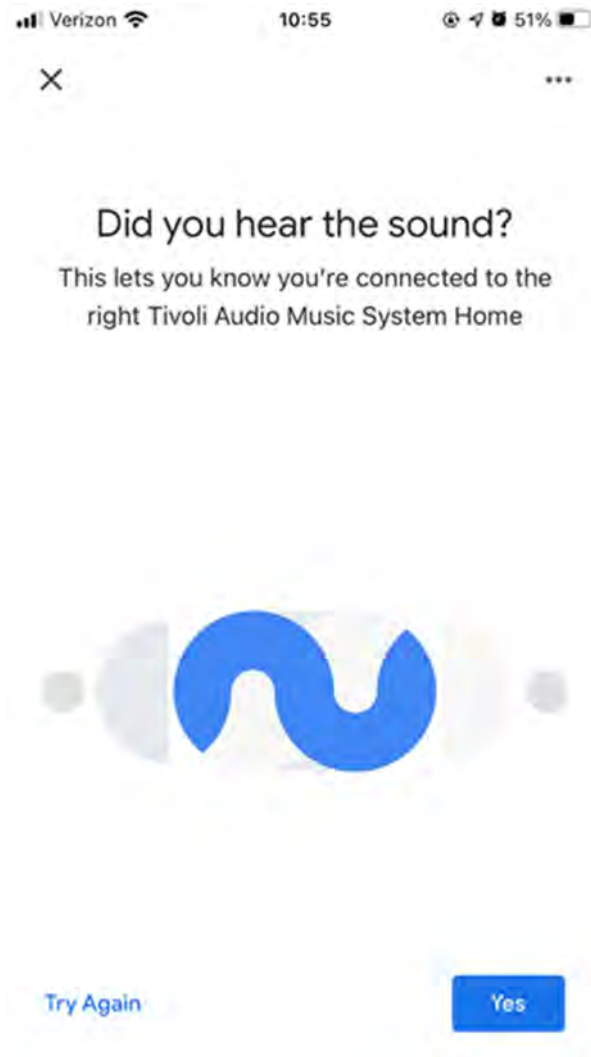 Verizon 10:55 51%
Did you hear the sound?
This lets you know you're connected to the
right Tivoli Audio Music System Home
Try Again Yes